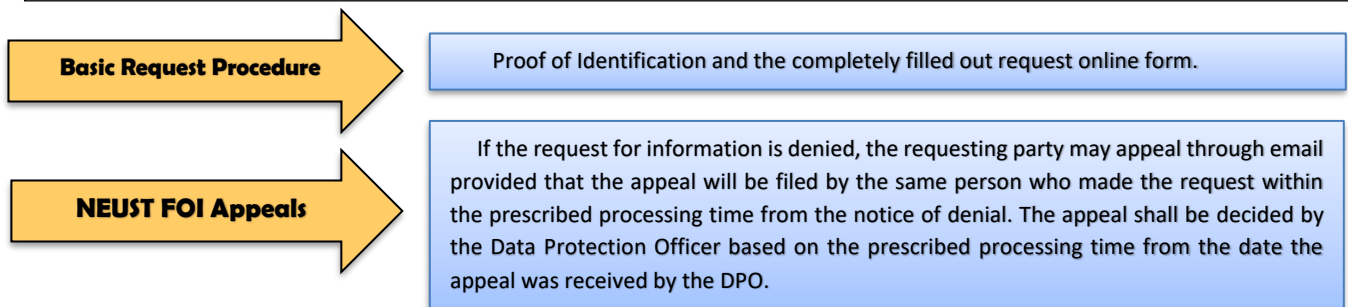 Basic Request Procedure
Proof of Identification and the completely filled out request online form.
NEUST FOI Appeals
If the request for information is denied, the requesting party may appeal through email
provided that the appeal will be filed by the same person who made the request within
the prescribed processing time from the notice of denial. The appeal shall be decided by
the Data Protection Officer based on the prescribed processing time from the date the
appeal was received by the DPO.